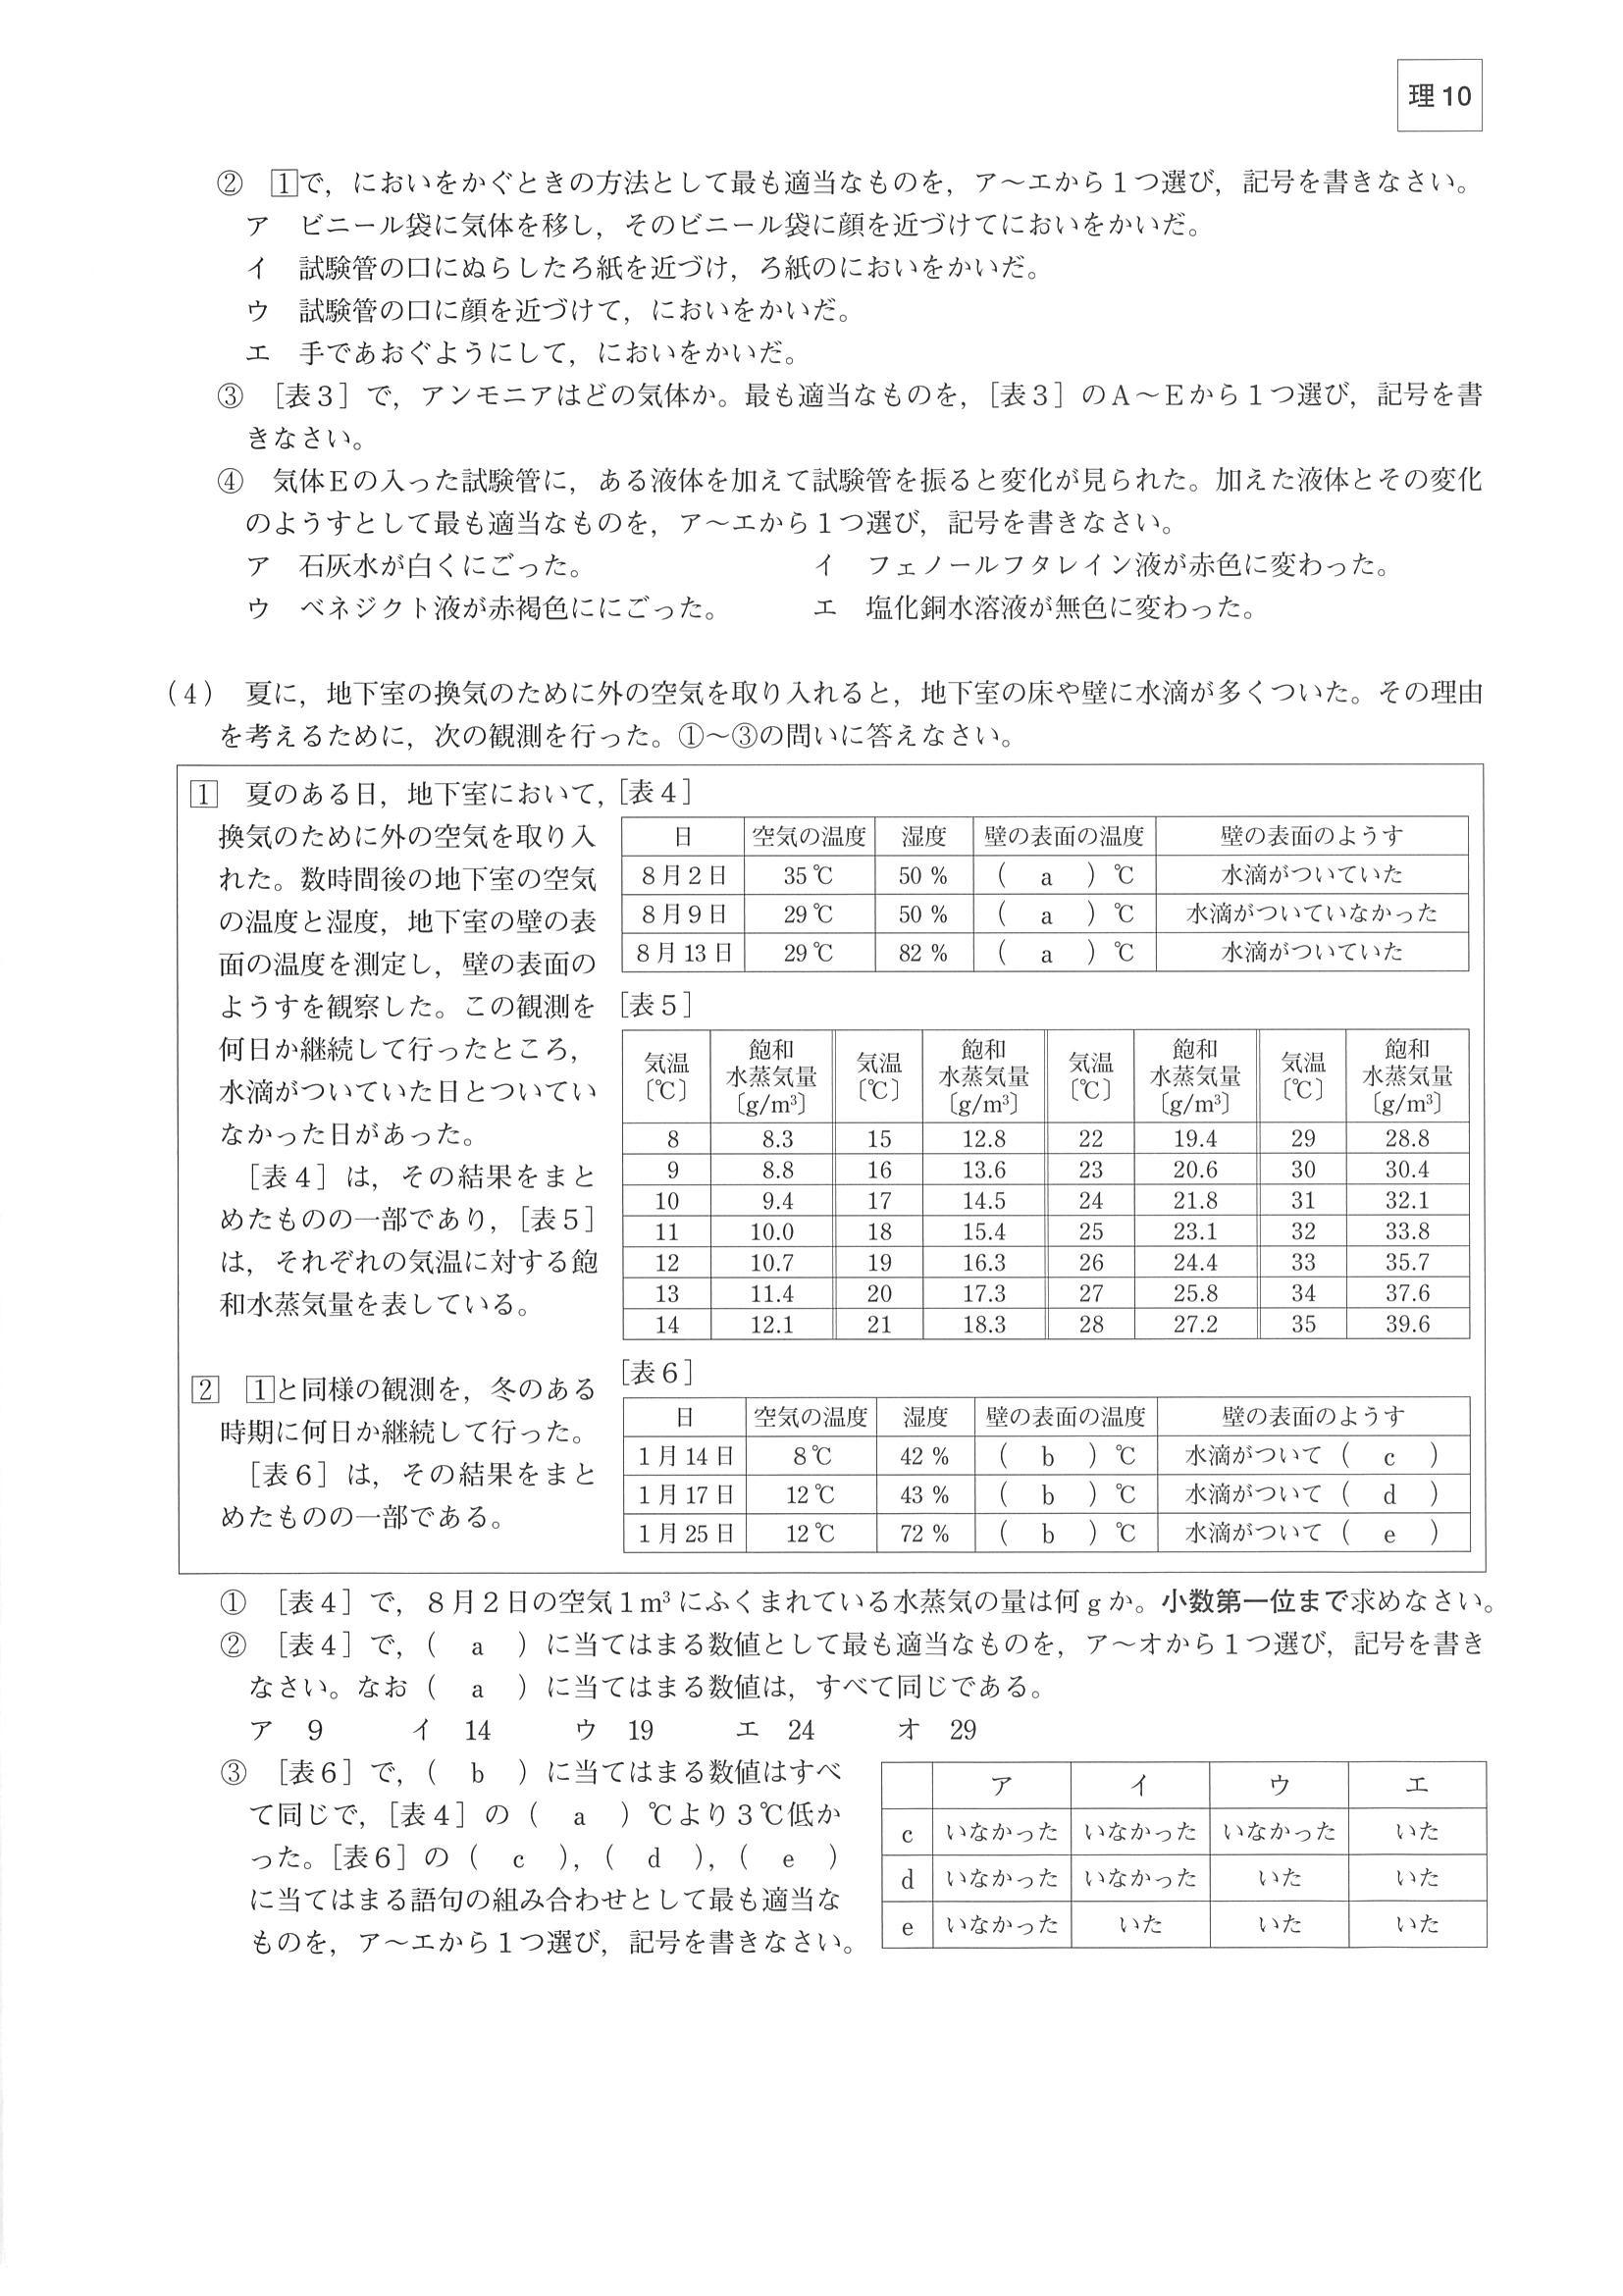 理10
② 1で，においをかぐときの方法として最も適当なものを，ア～エから１つ選び，記号を書きなさい。
ア　ビニール袋に気体を移し，そのビニール袋に顔を近づけてにおいをかいだ。
イ　試験管の口にぬらしたろ紙を近づけ，ろ紙のにおいをかいだ。
ウ　試験管の口に顔を近づけて，においをかいだ。
エ　手であおぐようにして，においをかいだ。
③ ［表３］で，アンモニアはどの気体か。最も適当なものを，［表３］のＡ～Ｅから１つ選び，記号を書
きなさい。
④　気体Ｅの入った試験管に，ある液体を加えて試験管を振ると変化が見られた。加えた液体とその変化
のようすとして最も適当なものを，ア～エから１つ選び，記号を書きなさい。
ア　石灰水が白くにごった。　イ　フェノールフタレイン液が赤色に変わった。
ウ　ベネジクト液が赤褐色ににごった。　エ　塩化銅水溶液が無色に変わった。
（４）　夏に，地下室の換気のために外の空気を取り入れると，地下室の床や壁に水滴が多くついた。その理由
を考えるために，次の観測を行った。①～③の問いに答えなさい。
1　夏のある日，地下室において，
換気のために外の空気を取り入
れた。数時間後の地下室の空気
の温度と湿度，地下室の壁の表
面の温度を測定し，壁の表面の
ようすを観察した。この観測を
何日か継続して行ったところ，
水滴がついていた日とついてい
なかった日があった。
［表４］は，その結果をまと
めたものの一部であり，［表５］
は，それぞれの気温に対する飽
和水蒸気量を表している。
［表４］
日　空気の温度　湿度　壁の表面の温度　壁の表面のようす
８月２日　35℃　50 %　（　a　）℃　水滴がついていた
８月９日　29℃　50 %　（　a　）℃　水滴がついていなかった
８月13日　29℃　82 %　（　a　）℃　水滴がついていた
［表５］
気温〔℃〕　飽和水蒸気量〔g/m³〕　気温〔℃〕　飽和水蒸気量〔g/m³〕　気温〔℃〕　飽和水蒸気量〔g/m³〕　気温〔℃〕　飽和水蒸気量〔g/m³〕
8　8.3　15　12.8　22　19.4　29　28.8
9　8.8　16　13.6　23　20.6　30　30.4
10　9.4　17　14.5　24　21.8　31　32.1
11　10.0　18　15.4　25　23.1　32　33.8
12　10.7　19　16.3　26　24.4　33　35.7
13　11.4　20　17.3　27　25.8　34　37.6
14　12.1　21　18.3　28　27.2　35　39.6
2　1と同様の観測を，冬のある
時期に何日か継続して行った。
［表６］は，その結果をまと
めたものの一部である。
［表６］
日　空気の温度　湿度　壁の表面の温度　壁の表面のようす
１月14日　8℃　42 %　（　b　）℃　水滴がついて（　c　）
１月17日　12℃　43 %　（　b　）℃　水滴がついて（　d　）
１月25日　12℃　72 %　（　b　）℃　水滴がついて（　e　）
① ［表４］で，８月２日の空気１m³にふくまれている水蒸気の量は何gか。小数第一位まで求めなさい。
② ［表４］で，（　a　）に当てはまる数値として最も適当なものを，ア～オから１つ選び，記号を書き
なさい。なお（　a　）に当てはまる数値は，すべて同じである。
ア　9　イ　14　ウ　19　エ　24　オ　29
③ ［表６］で，（　b　）に当てはまる数値はすべ
て同じで，［表４］の（　a　）℃より３℃低か
った。［表６］の（　c　），（　d　），（　e　）
に当てはまる語句の組み合わせとして最も適当な
ものを，ア～エから１つ選び，記号を書きなさい。
ア　イ　ウ　エ
c　いなかった　いなかった　いなかった　いた
d　いなかった　いなかった　いた　いた
e　いなかった　いた　いた　いた